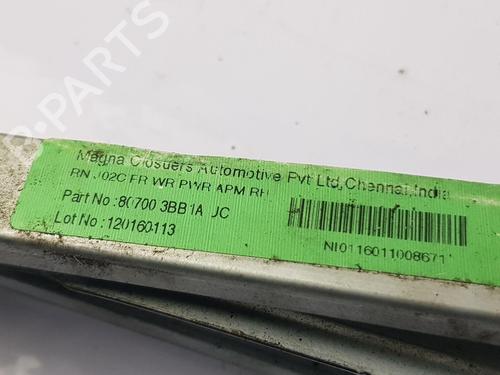 Magna Closuers Automotive Pvt Ltd,Chennai,India
RN J02C FR WR PWR APM RH
Part No : 80700 3BB1A JC
Lot No : 120160113
NI0116011008671
B-PARTS